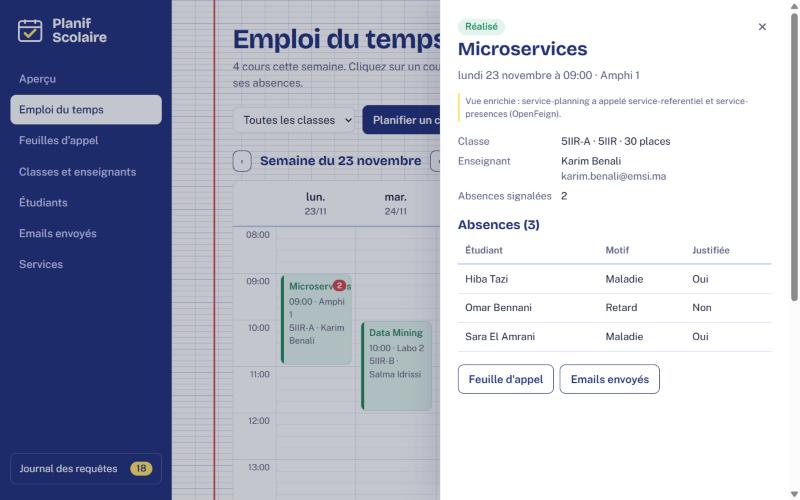 Planif
Scolaire
Aperçu
Emploi du temps
Feuilles d'appel
Classes et enseignants
Étudiants
Emails envoyés
Services
Journal des requêtes 18
Emploi du temps
4 cours cette semaine. Cliquez sur un cou
ses absences.
Toutes les classes
Planifier un c
‹ Semaine du 23 novembre
lun.
23/11
mar.
24/11
08:00
09:00
10:00
11:00
12:00
13:00
Microservices 2
09:00 · Amphi
1
5IIR-A · Karim
Benali
Data Mining
10:00 · Labo 2
5IIR-B ·
Salma Idrissi
Réalisé
×
Microservices
lundi 23 novembre à 09:00 · Amphi 1
Vue enrichie : service-planning a appelé service-referentiel et service-
presences (OpenFeign).
Classe 5IIR-A · 5IIR · 30 places
Enseignant Karim Benali
karim.benali@emsi.ma
Absences signalées 2
Absences (3)
Étudiant Motif Justifiée
Hiba Tazi Maladie Oui
Omar Bennani Retard Non
Sara El Amrani Maladie Oui
Feuille d'appel Emails envoyés